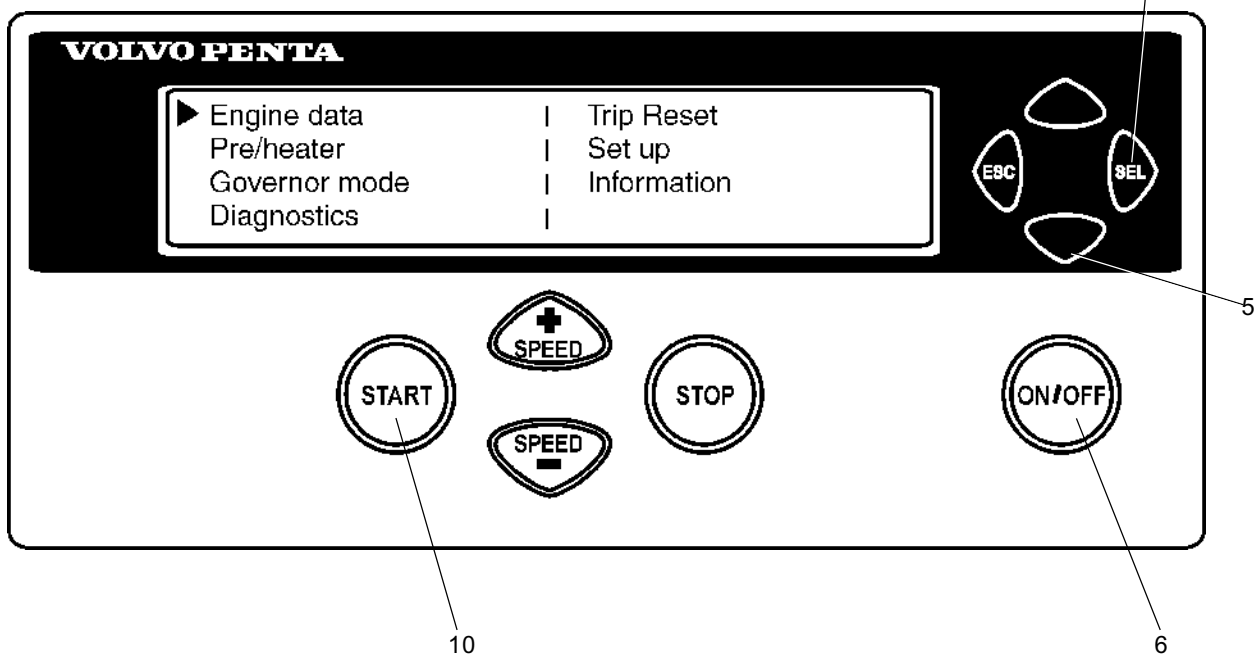 VOLVO PENTA
Engine data | Trip Reset
Pre/heater | Set up
Governor mode | Information
Diagnostics |
ESC
SEL
5
+
SPEED
START
STOP
ON/OFF
SPEED
-
10
6